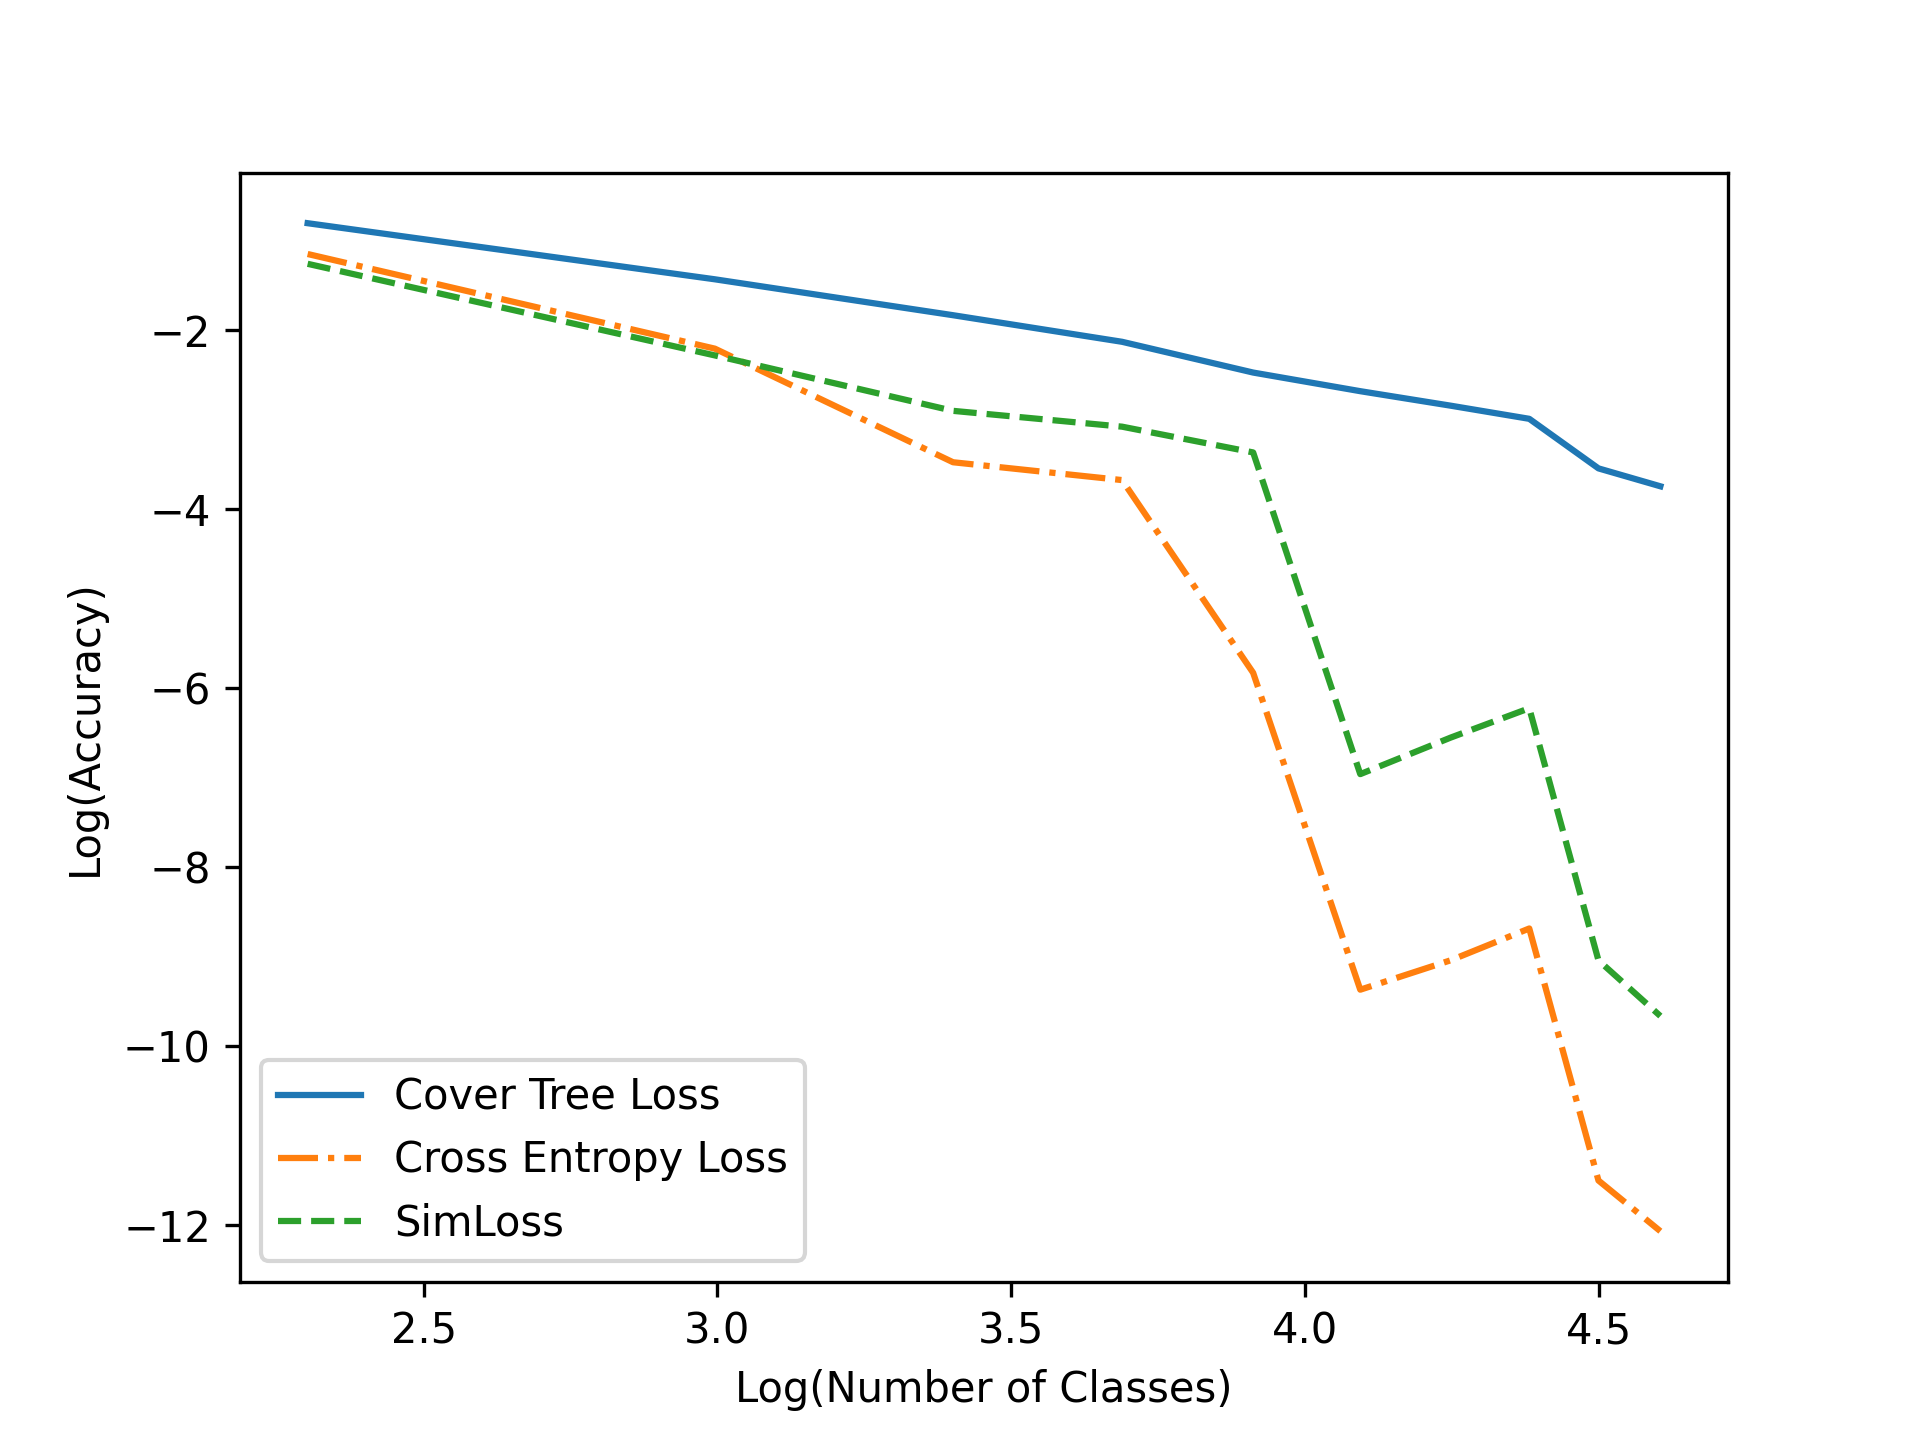 −2
−4
−6
−8
−10
−12
Log(Accuracy)
Cover Tree Loss
Cross Entropy Loss
SimLoss
2.5 3.0 3.5 4.0 4.5
Log(Number of Classes)